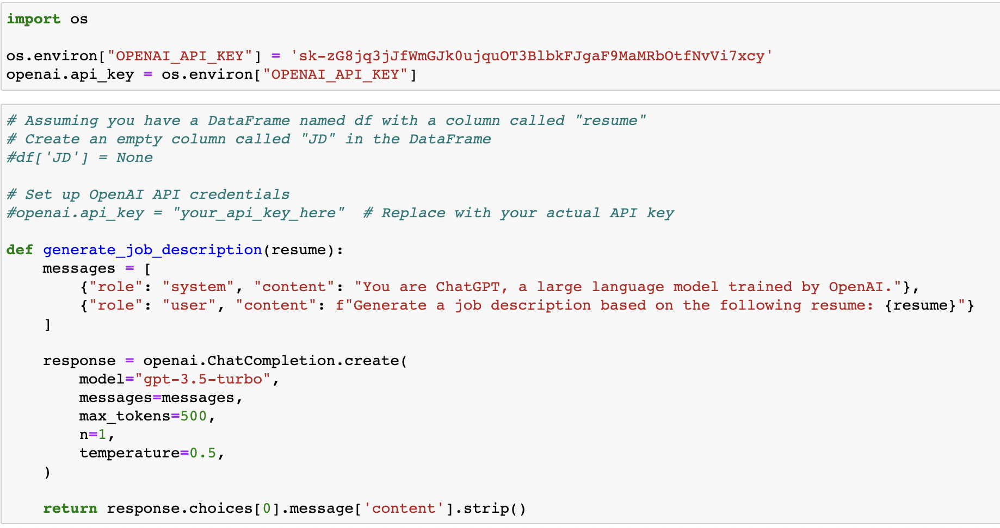 import os
os.environ["OPENAI_API_KEY"] = '[API key redacted]'
openai.api_key = os.environ["OPENAI_API_KEY"]
# Assuming you have a DataFrame named df with a column called "resume"
# Create an empty column called "JD" in the DataFrame
#df['JD'] = None
# Set up OpenAI API credentials
#openai.api_key = "your_api_key_here"  # Replace with your actual API key
def generate_job_description(resume):
    messages = [
        {"role": "system", "content": "You are ChatGPT, a large language model trained by OpenAI."},
        {"role": "user", "content": f"Generate a job description based on the following resume: {resume}"}
    ]
    response = openai.ChatCompletion.create(
        model="gpt-3.5-turbo",
        messages=messages,
        max_tokens=500,
        n=1,
        temperature=0.5,
    )
    return response.choices[0].message['content'].strip()